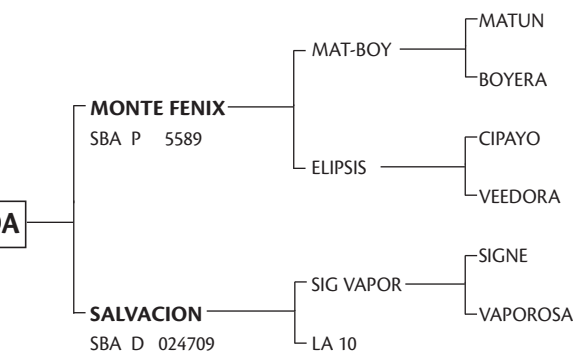 MATUN
MAT-BOY
BOYERA
MONTE FENIX
SBA P 5589
CIPAYO
ELIPSIS
VEEDORA
SIGNE
SIG VAPOR
VAPOROSA
SALVACION
SBA D 024709
LA 10